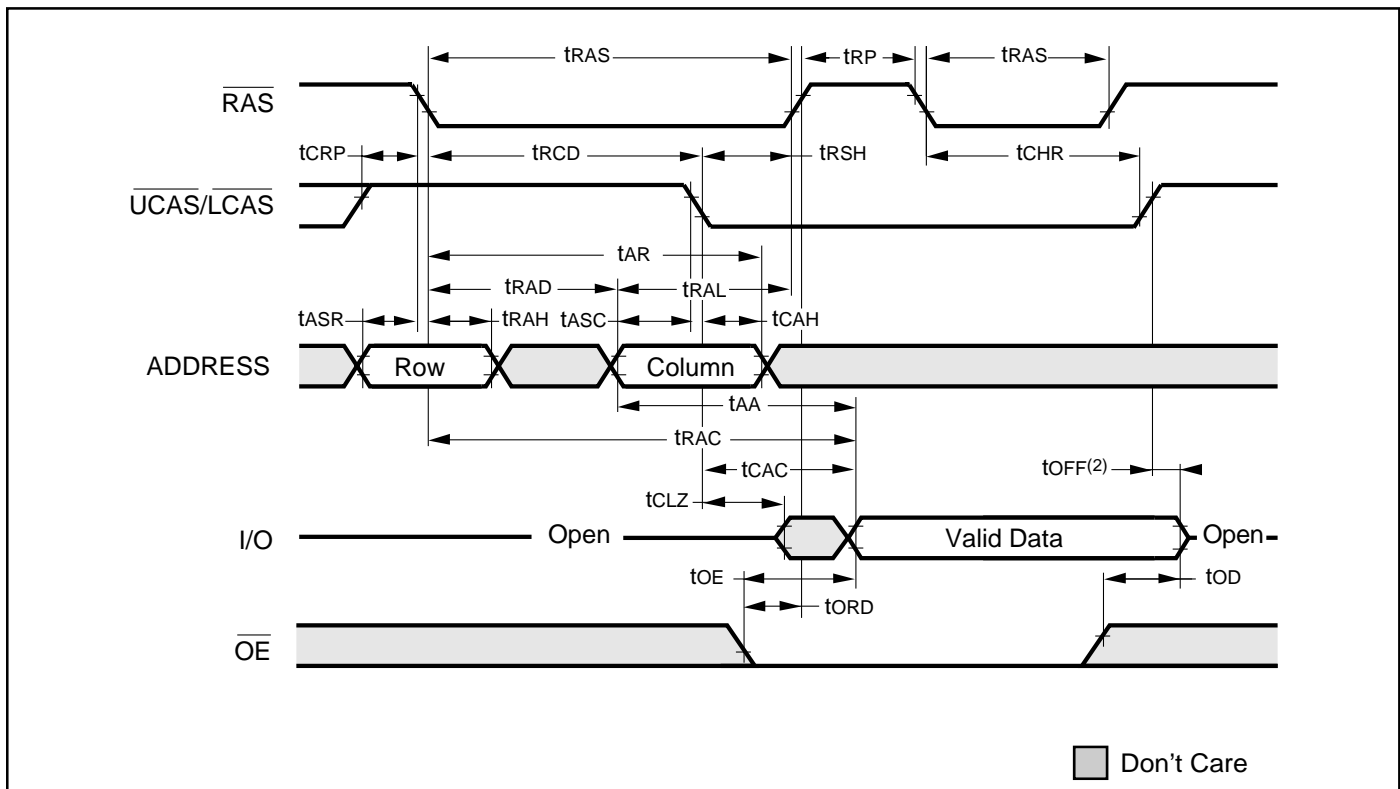 tRAS tRP tRAS
RAS
tCRP tRCD tRSH tCHR
UCAS/LCAS
tAR
tRAD tRAL
tASR tRAH tASC tCAH
ADDRESS Row Column
tAA
tRAC
tCAC tOFF(2)
tCLZ
I/O Open Valid Data Open
tOE tOD
tORD
OE
Don't Care